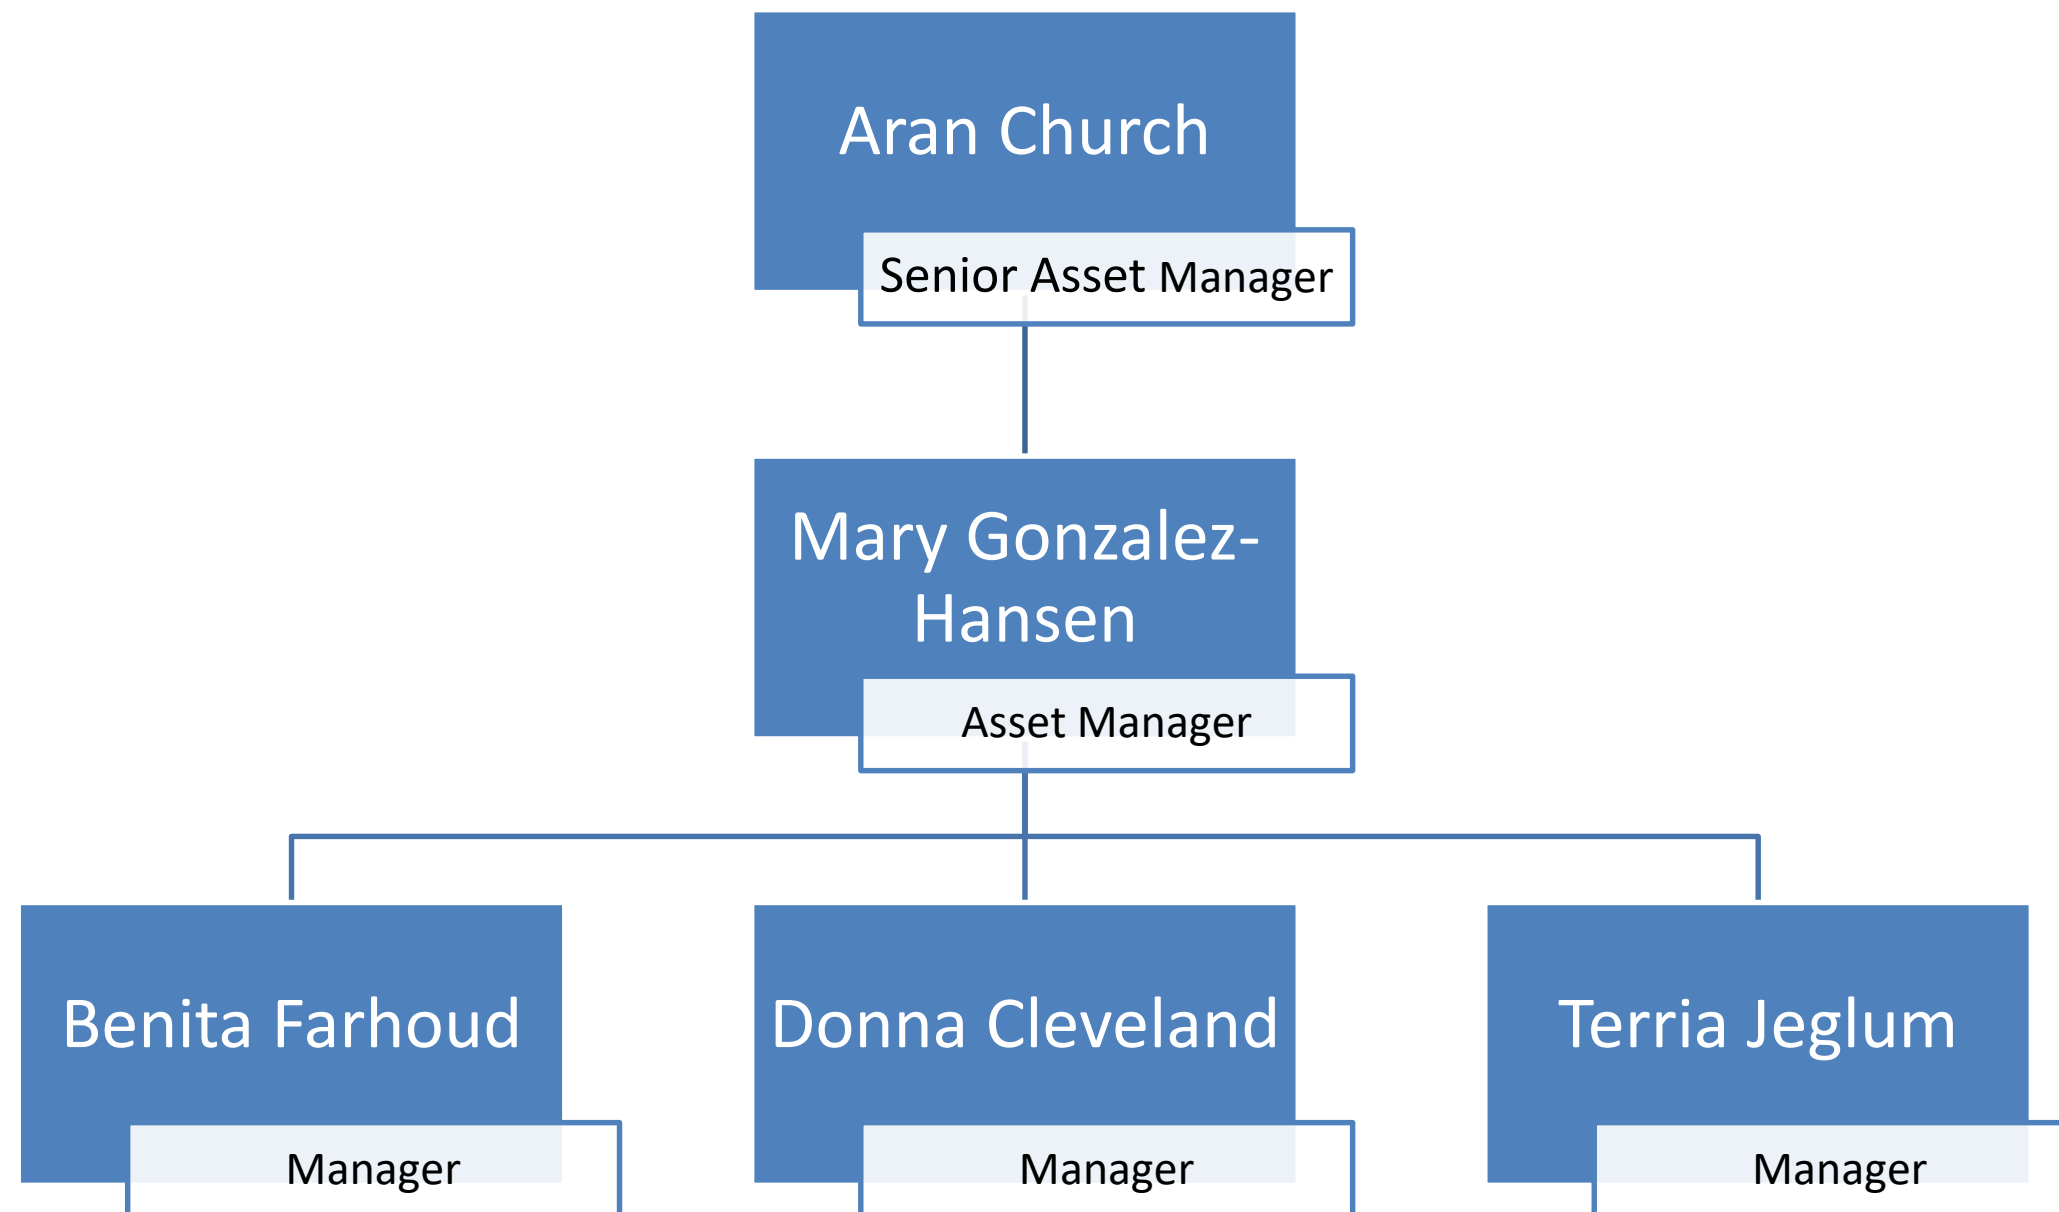 Aran Church
Senior Asset Manager
Mary Gonzalez-
Hansen
Asset Manager
Benita Farhoud
Manager
Donna Cleveland
Manager
Terria Jeglum
Manager